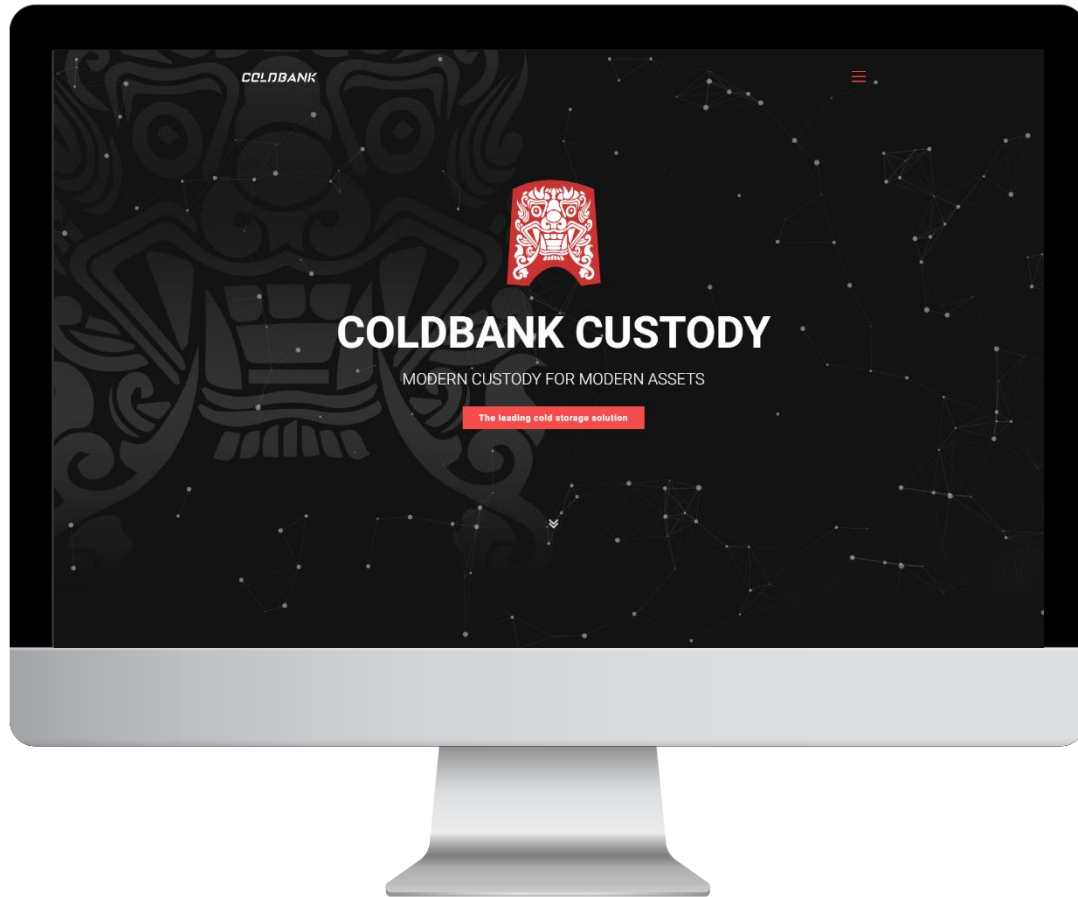 COLDBANK
COLDBANK CUSTODY
MODERN CUSTODY FOR MODERN ASSETS
The leading cold storage solution